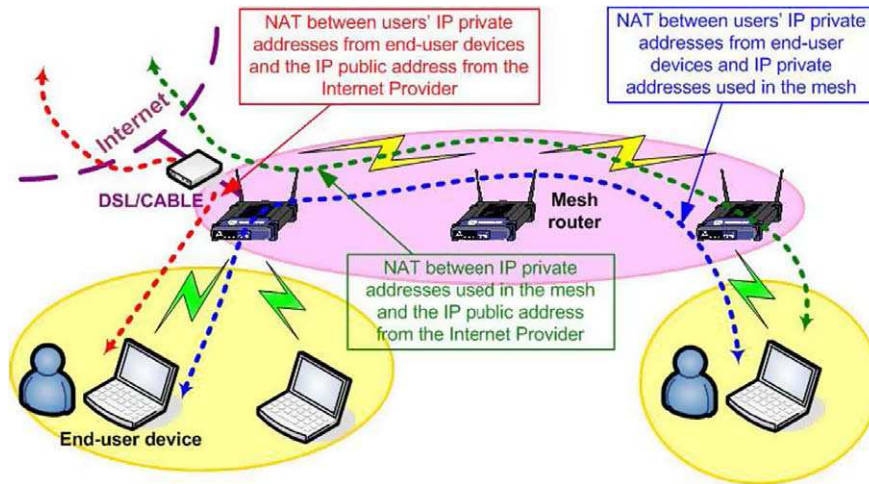 NAT between users' IP private
addresses from end-user devices
and the IP public address from the
Internet Provider
NAT between users' IP private
addresses from end-user
devices and IP private
addresses used in the mesh
Internet
DSL/CABLE
Mesh
router
NAT between IP private
addresses used in the mesh
and the IP public address
from the Internet Provider
End-user device